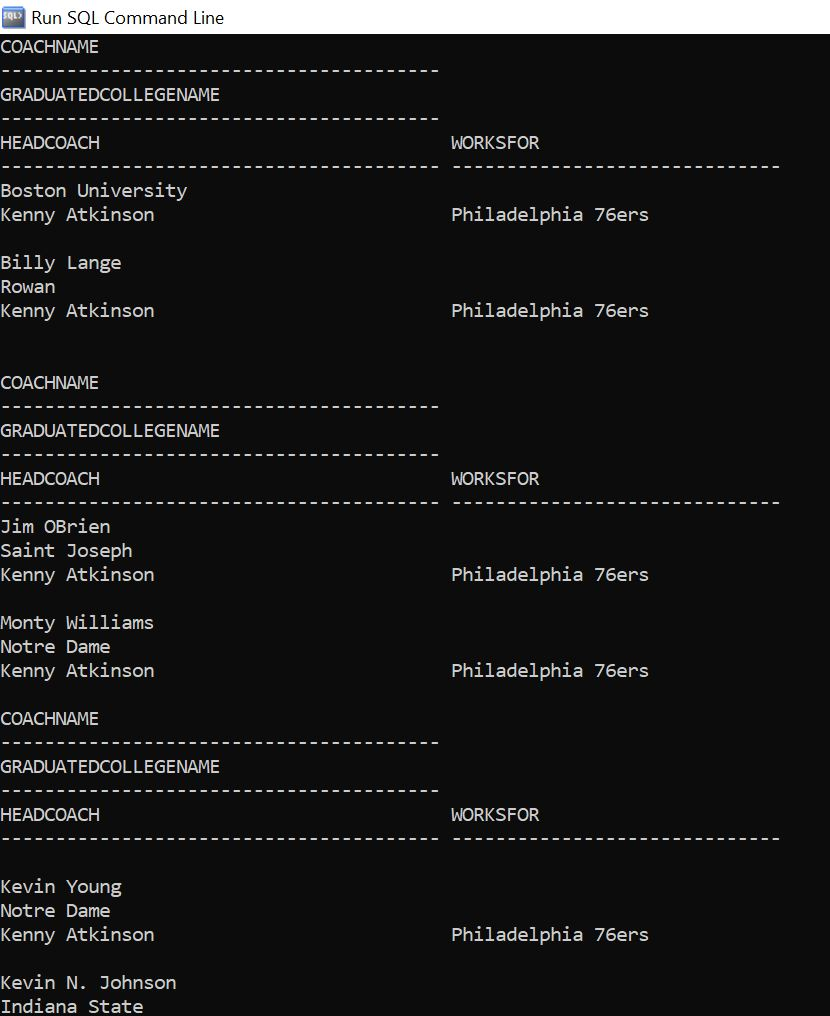 SQL>
Run SQL Command Line
COACHNAME
----------------------------------------
GRADUATEDCOLLEGENAME
----------------------------------------
HEADCOACH                                WORKSFOR
---------------------------------------- ------------------------------
Boston University
Kenny Atkinson                           Philadelphia 76ers
Billy Lange
Rowan
Kenny Atkinson                           Philadelphia 76ers
COACHNAME
----------------------------------------
GRADUATEDCOLLEGENAME
----------------------------------------
HEADCOACH                                WORKSFOR
---------------------------------------- ------------------------------
Jim OBrien
Saint Joseph
Kenny Atkinson                           Philadelphia 76ers
Monty Williams
Notre Dame
Kenny Atkinson                           Philadelphia 76ers
COACHNAME
----------------------------------------
GRADUATEDCOLLEGENAME
----------------------------------------
HEADCOACH                                WORKSFOR
---------------------------------------- ------------------------------
Kevin Young
Notre Dame
Kenny Atkinson                           Philadelphia 76ers
Kevin N. Johnson
Indiana State